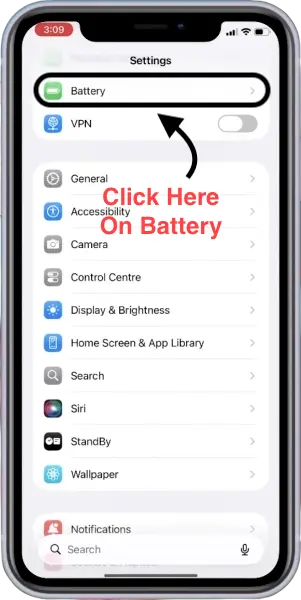 3:09
Settings
Battery
VPN
General
Click Here
On Battery
Accessibility
Camera
Control Centre
Display & Brightness
Home Screen & App Library
Search
Siri
StandBy
Wallpaper
Notifications
Search